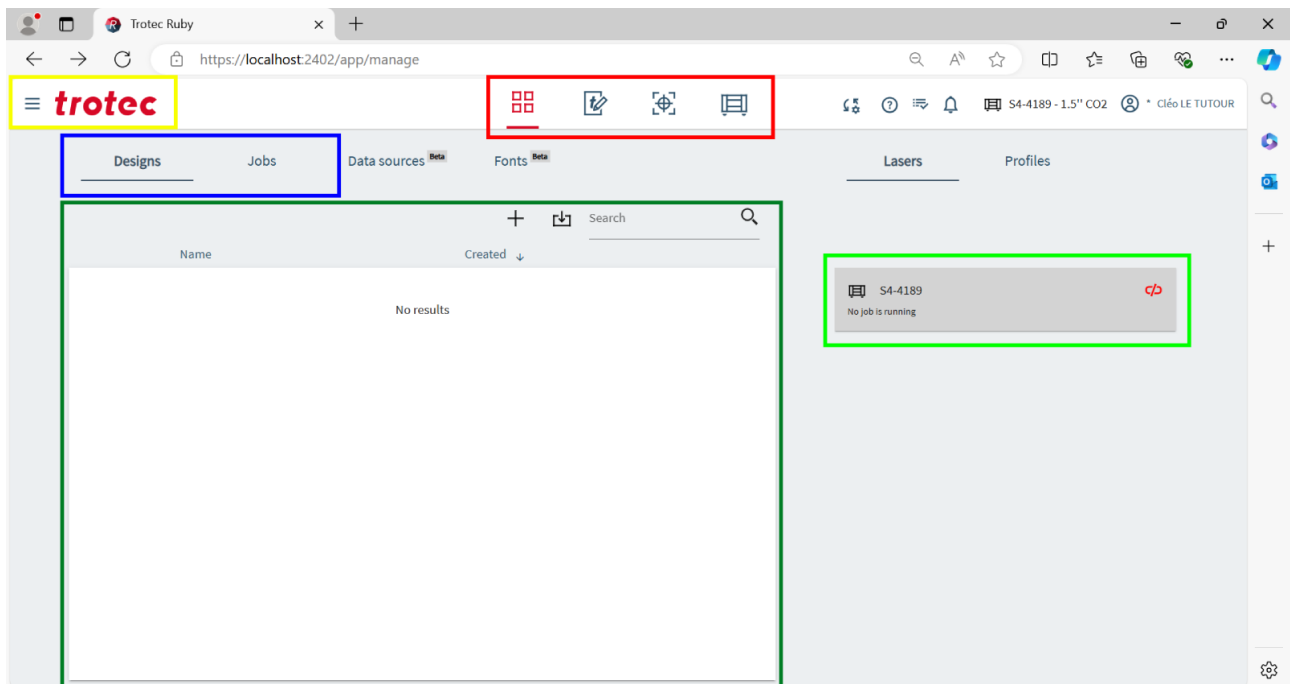 Trotec Ruby
https://localhost:2402/app/manage
trotec
S4-4189 - 1.5'' CO2
* Cléo LE TUTOUR
Designs Jobs Data sources Beta Fonts Beta Lasers Profiles
Search
Name Created
No results
S4-4189
No job is running